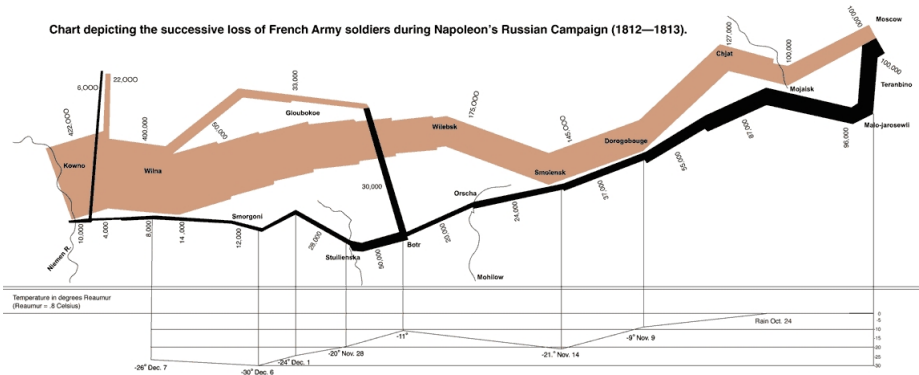 Chart depicting the successive loss of French Army soldiers during Napoleon's Russian Campaign (1812—1813).
100,000
Moscow
127,000
100,000
Chjat
100,000
6,000
22,000
33,000
Teranbino
Mojaisk
175,000
422,000
400,000
50,000
Gloubokoe
Witebsk
145,000
Dorogobouge
87,000
96,000
Malo-jarosewli
Kowno
Wilna
Smolensk
55,000
30,000
37,000
Orscha
24,000
Smorgoni
20,000
10,000
4,000
8,000
14,000
12,000
28,000
Botr
Studienska
50,000
Niemen R.
Mohilow
Temperature in degrees Reaumur
(Reaumur = .8 Celsius)
0
-5
-10
-15
-20
-25
-30
Rain Oct. 24
-9° Nov. 9
-11°
-21.° Nov. 14
-20° Nov. 28
-24° Dec. 1
-26° Dec. 7
-30° Dec. 6